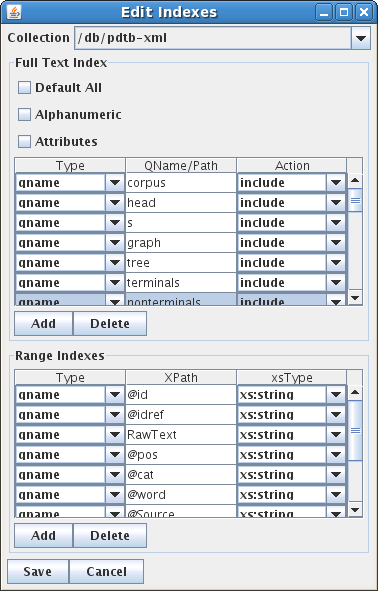 Edit Indexes
Collection /db/pdtb-xml
Full Text Index
Default All
Alphanumeric
Attributes
Type QName/Path Action
qname corpus include
qname head include
qname s include
qname graph include
qname tree include
qname terminals include
qname nonterminals include
Add Delete
Range Indexes
Type XPath xsType
qname @id xs:string
qname @idref xs:string
qname RawText xs:string
qname @pos xs:string
qname @cat xs:string
qname @word xs:string
qname @Source xs:string
Add Delete
Save Cancel